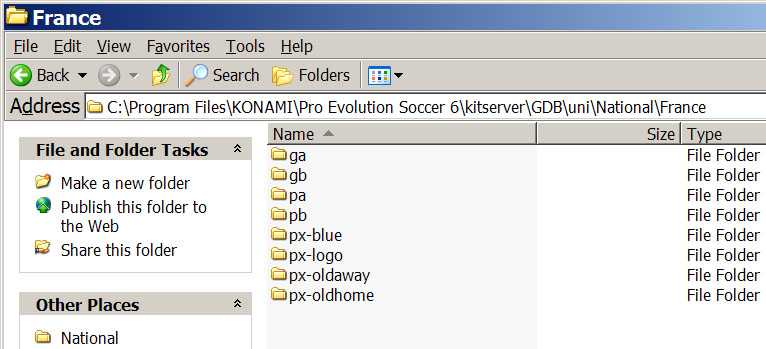 France
File Edit View Favorites Tools Help
Back Search Folders
Address C:\Program Files\KONAMI\Pro Evolution Soccer 6\kitserver\GDB\uni\National\France
File and Folder Tasks
Make a new folder
Publish this folder to
the Web
Share this folder
Other Places
National
Name Size Type
ga File Folder
gb File Folder
pa File Folder
pb File Folder
px-blue File Folder
px-logo File Folder
px-oldaway File Folder
px-oldhome File Folder